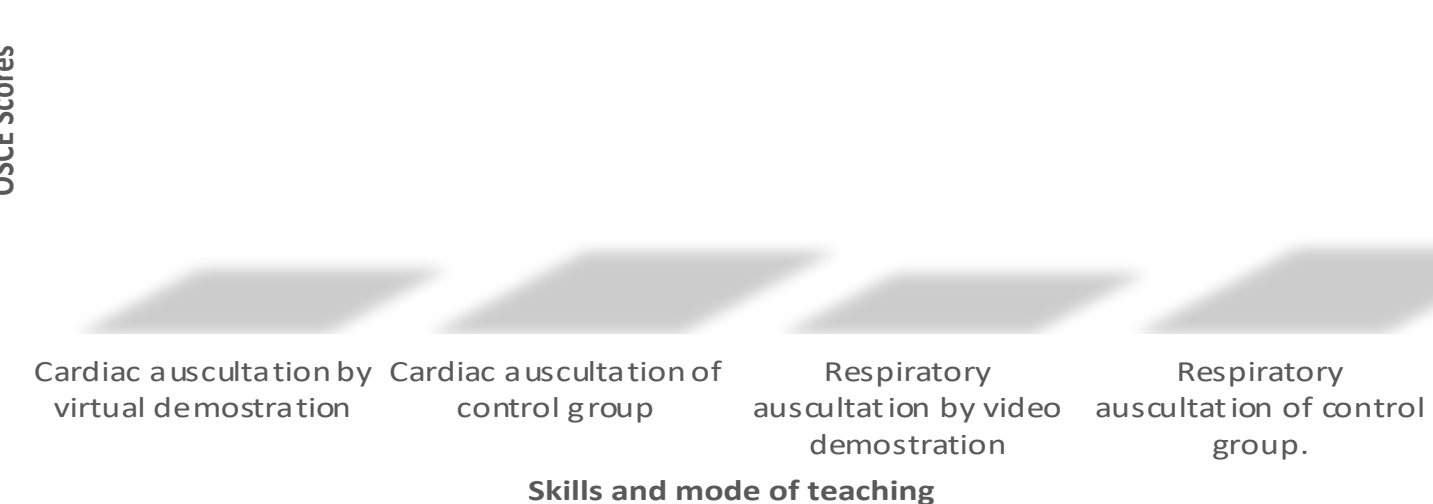 OSCE Scores
Cardiac auscultation by
virtual demostration
Cardiac auscultation of
control group
Respiratory
auscultation by video
demostration
Respiratory
auscultation of control
group.
Skills and mode of teaching